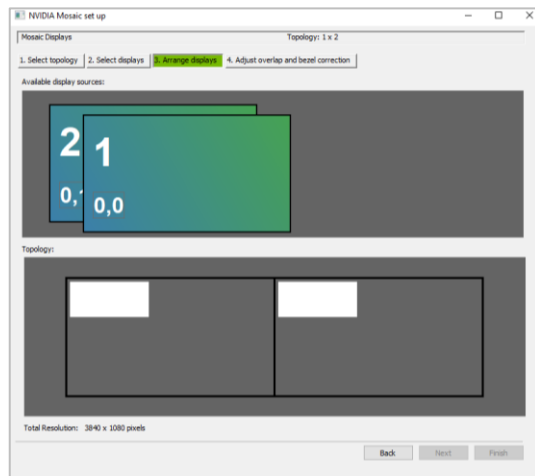 NVIDIA Mosaic set up
Mosaic Displays Topology: 1 x 2
1. Select topology 2. Select displays 3. Arrange displays 4. Adjust overlap and bezel correction
Available display sources:
2
1
0,
0,0
Topology:
Total Resolution: 3840 x 1080 pixels
Back Next Finish